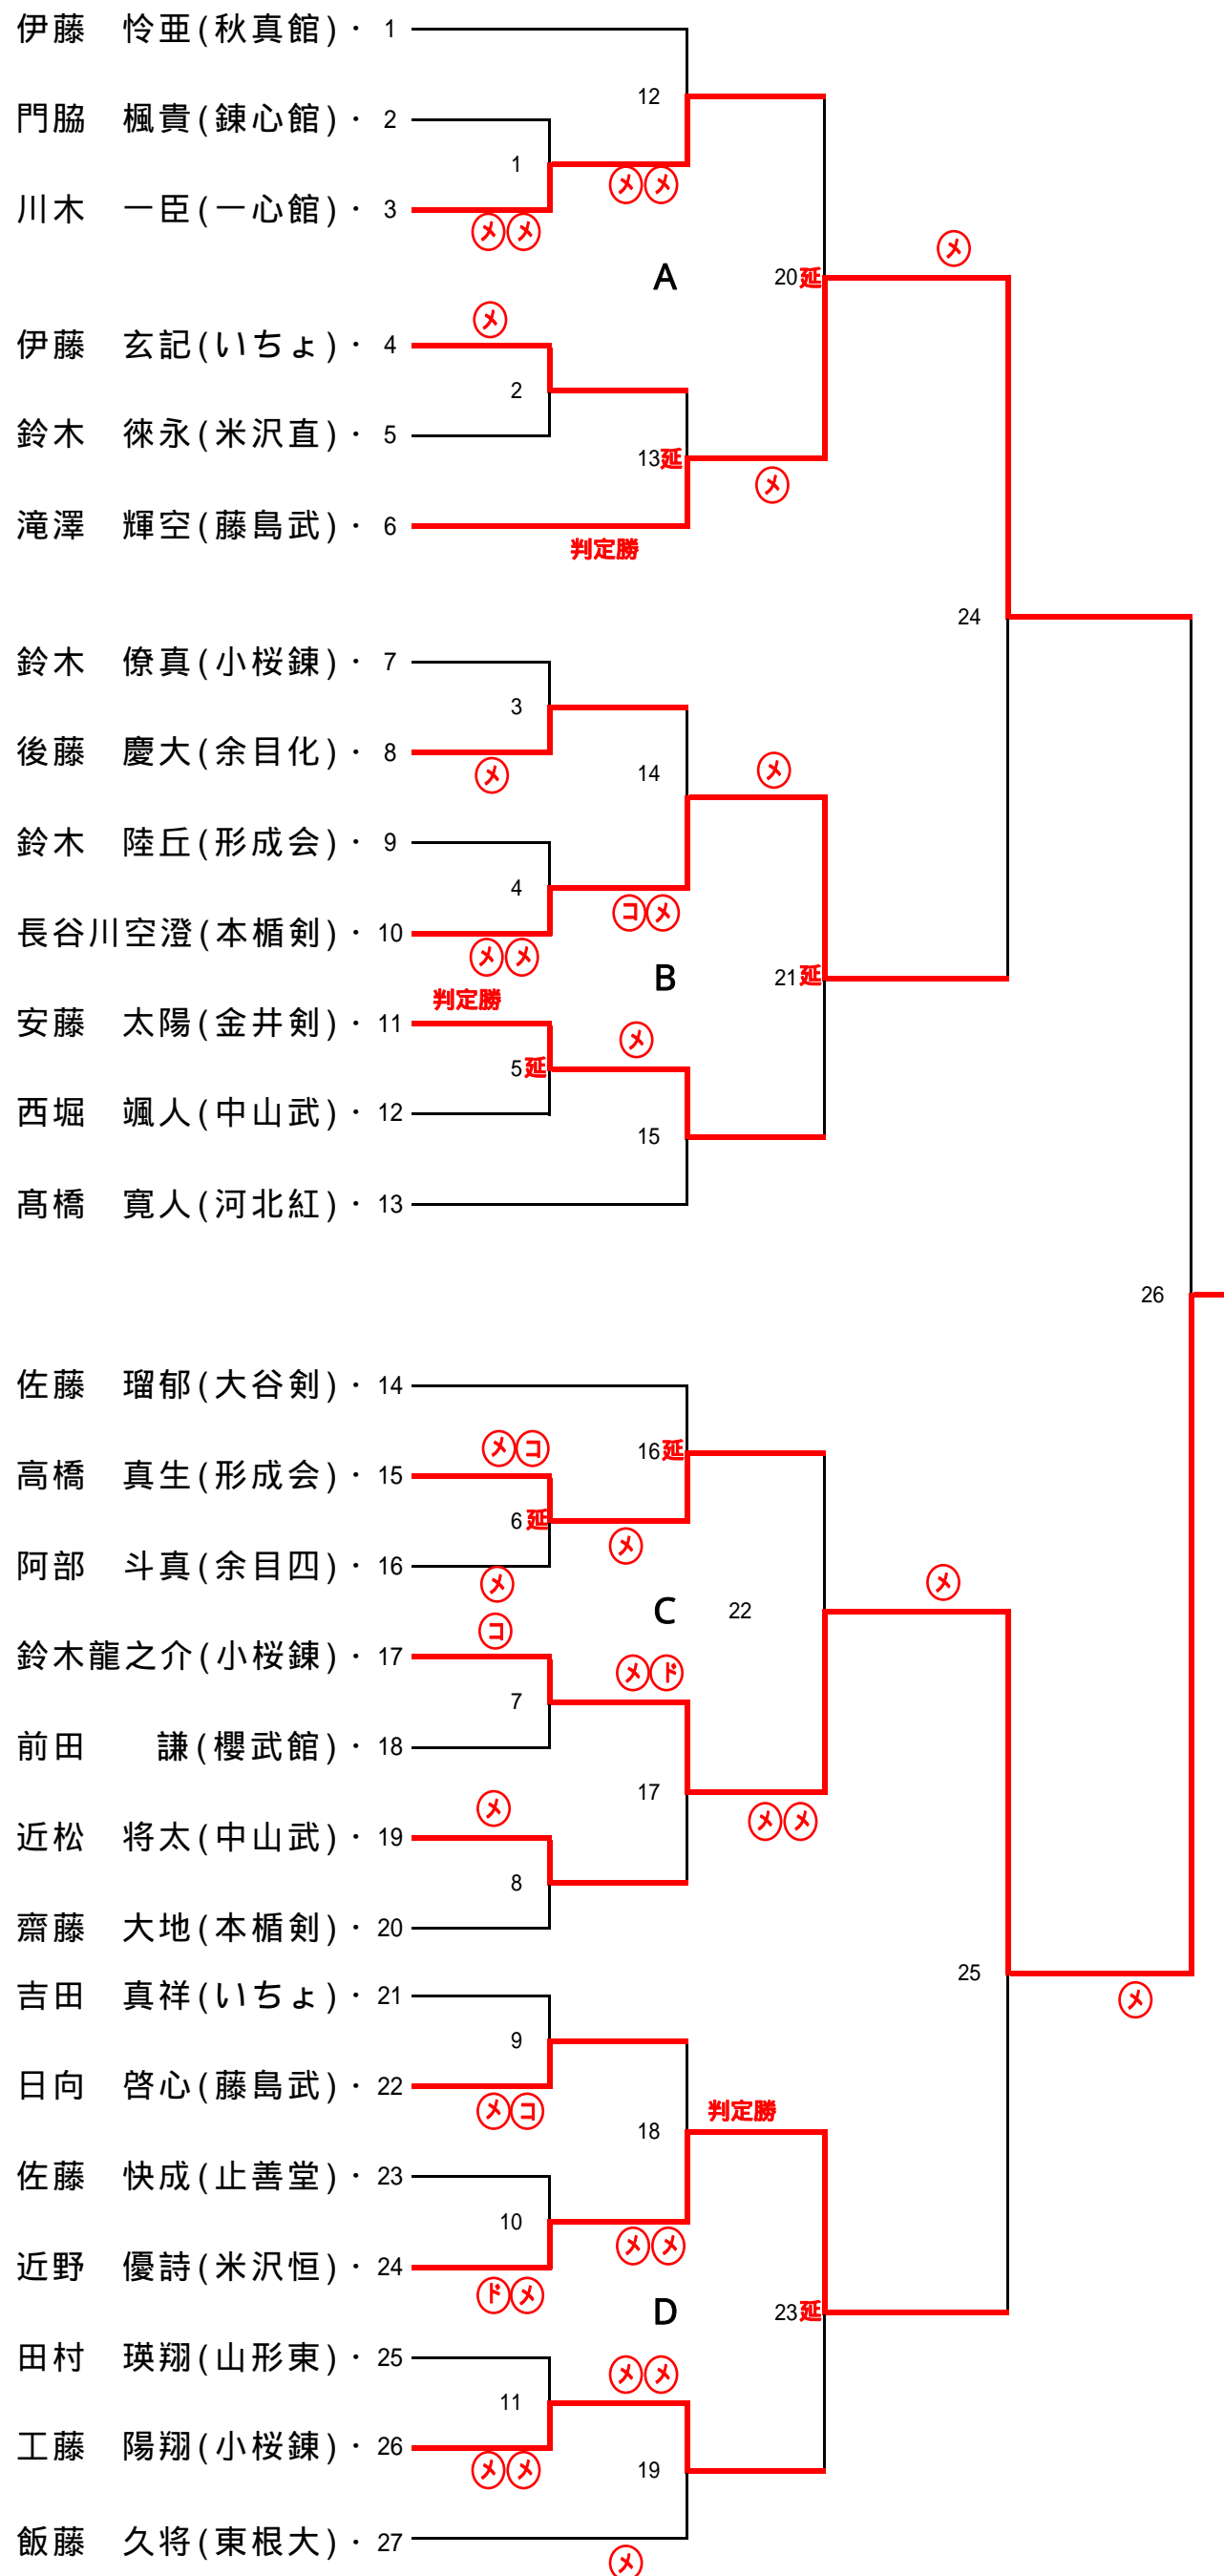 伊藤　怜亜(秋真館)・ 1
12
門脇　楓貴(錬心館)・ 2
1
メメ
川木　一臣(一心館)・ 3
メメ
メ
A
20延
メ
伊藤　玄記(いちょ)・ 4
2
鈴木　徠永(米沢直)・ 5
13延
メ
滝澤　輝空(藤島武)・ 6
判定勝
24
鈴木　僚真(小桜錬)・ 7
3
後藤　慶大(余目化)・ 8
メ
14
メ
鈴木　陸丘(形成会)・ 9
4
コメ
長谷川空澄(本楯剣)・ 10
メメ
B
21延
判定勝
安藤　太陽(金井剣)・ 11
メ
5延
西堀　颯人(中山武)・ 12
15
髙橋　寛人(河北紅)・ 13
26
佐藤　瑠郁(大谷剣)・ 14
メコ
16延
高橋　真生(形成会)・ 15
6延
メ
阿部　斗真(余目四)・ 16
メ
メ
C
22
コ
鈴木龍之介(小桜錬)・ 17
メド
7
前田　　謙(櫻武館)・ 18
17
メ
メメ
近松　将太(中山武)・ 19
8
齋藤　大地(本楯剣)・ 20
25
吉田　真祥(いちょ)・ 21
メ
9
日向　啓心(藤島武)・ 22
メコ
判定勝
18
佐藤　快成(止善堂)・ 23
10
メメ
近野　優詩(米沢恒)・ 24
ドメ
D
23延
田村　瑛翔(山形東)・ 25
メメ
11
工藤　陽翔(小桜錬)・ 26
メメ
19
飯藤　久将(東根大)・ 27
メ